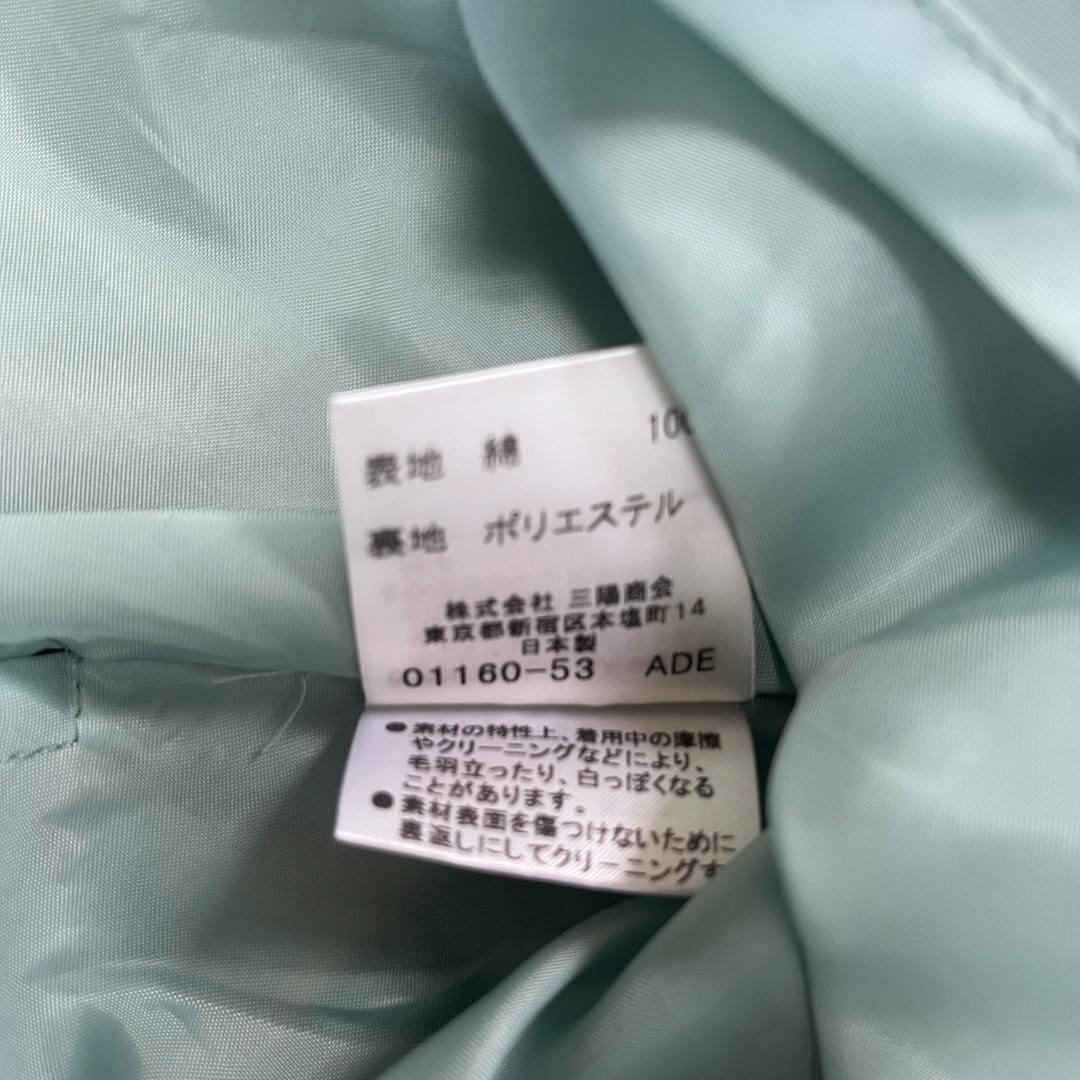 表地 綿 100
裏地 ポリエステル
株式会社 三陽商会
東京都新宿区本塩町14
日本製
01160-53 ADE
●素材の特性上、着用中の摩擦
やクリーニングなどにより、
毛羽立ったり、白っぽくなる
ことがあります。
●素材表面を傷つけないために
裏返しにしてクリーニングす